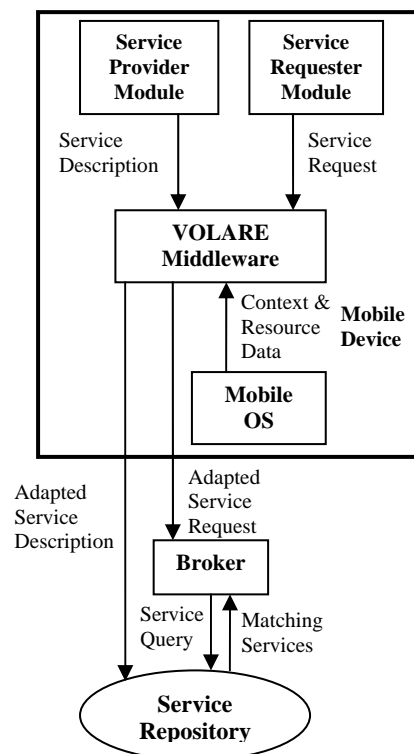 Service
Provider
Module
Service
Requester
Module
Service
Description
Service
Request
VOLARE
Middleware
Context &
Resource
Data
Mobile
Device
Mobile
OS
Adapted
Service
Description
Adapted
Service
Request
Broker
Service
Query
Matching
Services
Service
Repository